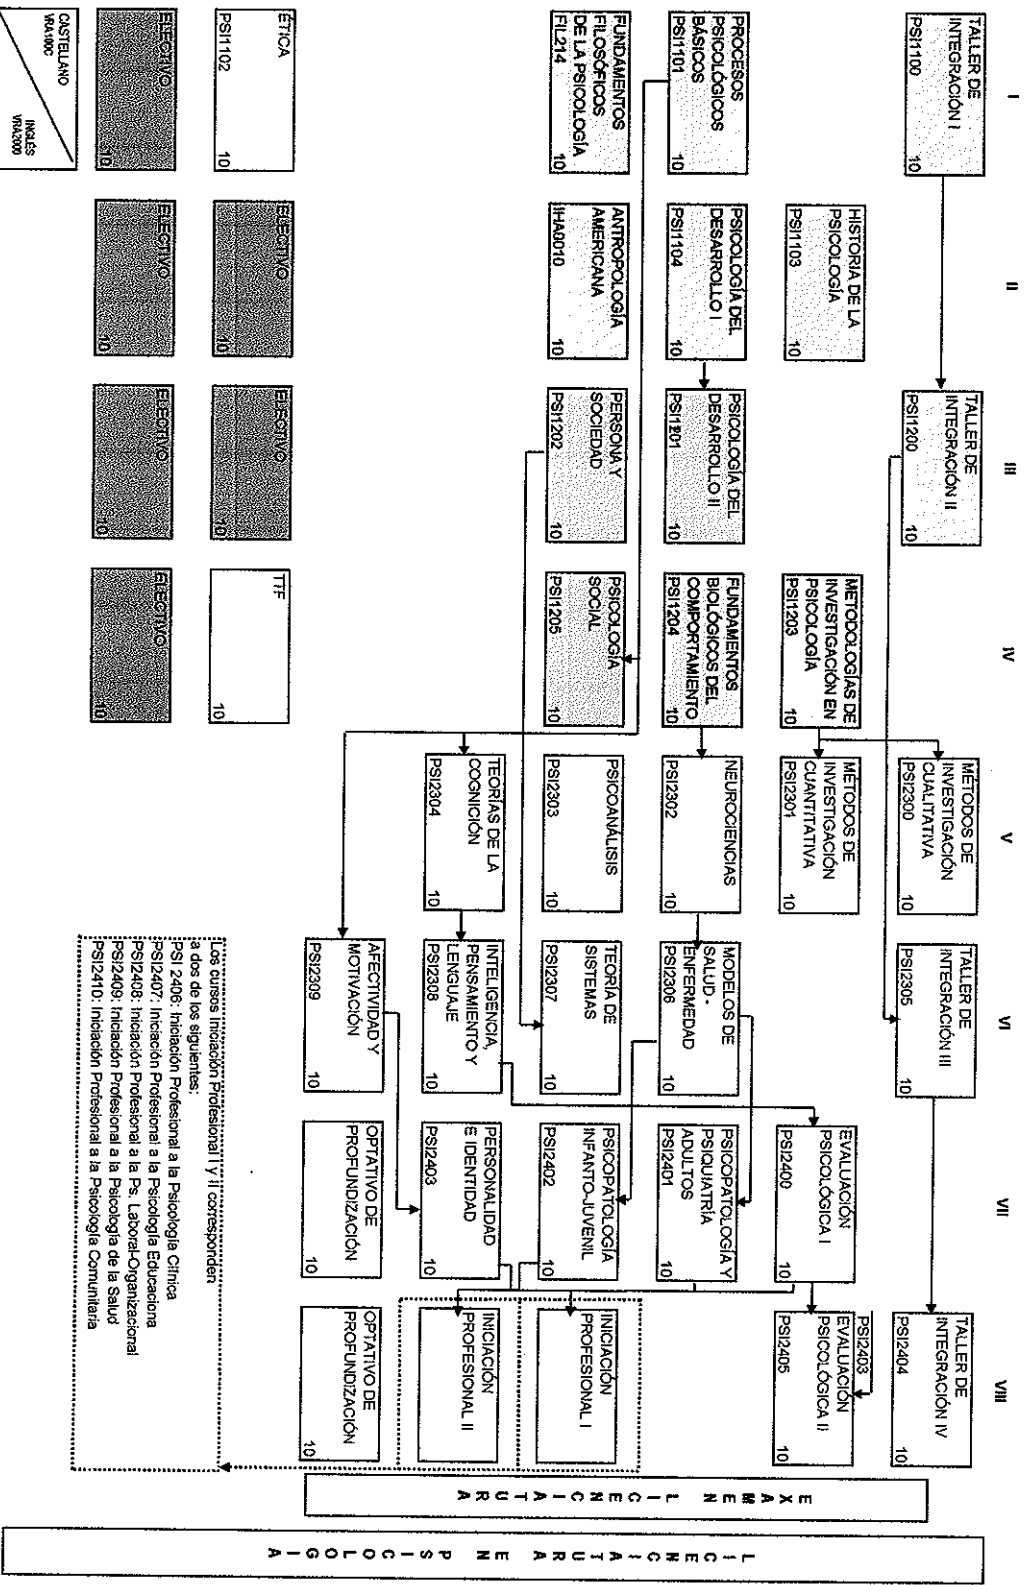 I
II
III
IV
V
VI
VII
VIII
TALLER DE
INTEGRACIÓN I
PSI1100
10
TALLER DE
INTEGRACIÓN II
PSI1200
10
MÉTODOS DE
INVESTIGACIÓN
CUALITATIVA
PSI2300
10
TALLER DE
INTEGRACIÓN III
PSI2305
10
TALLER DE
INTEGRACIÓN IV
PSI2404
10
HISTORIA DE LA
PSICOLOGÍA
PSI1103
10
METODOLOGÍAS DE
INVESTIGACIÓN EN
PSICOLOGÍA
PSI1203
10
MÉTODOS DE
INVESTIGACIÓN
CUANTITATIVA
PSI2301
10
EVALUACIÓN
PSICOLÓGICA I
PSI2400
10
PSI2403
EVALUACIÓN
PSICOLÓGICA II
PSI2405
10
PROCESOS
PSICOLÓGICOS
BÁSICOS
PSI1101
10
PSICOLOGÍA DEL
DESARROLLO I
PSI1104
10
PSICOLOGÍA DEL
DESARROLLO II
PSI1201
10
FUNDAMENTOS
BIOLÓGICOS DEL
COMPORTAMIENTO
PSI1204
10
NEUROCIENCIAS
PSI2302
10
MODELOS DE
SALUD -
ENFERMEDAD
PSI2306
10
PSICOPATOLOGÍA Y
PSIQUIATRÍA
ADULTOS
PSI2401
10
FUNDAMENTOS
FILOSÓFICOS
DE LA PSICOLOGÍA
FIL214
10
ANTROPOLOGÍA
AMERICANA
IHA0010
10
PERSONA Y
SOCIEDAD
PSI1202
10
PSICOLOGÍA
SOCIAL
PSI1205
10
PSICOANÁLISIS
PSI2303
10
TEORÍA DE
SISTEMAS
PSI2307
10
PSICOPATOLOGÍA
INFANTO-JUVENIL
PSI2402
10
INICIACIÓN
PROFESIONAL I
10
TEORÍAS DE LA
COGNICIÓN
PSI2304
10
INTELIGENCIA,
PENSAMIENTO Y
LENGUAJE
PSI2308
10
PERSONALIDAD
E IDENTIDAD
PSI2403
10
INICIACIÓN
PROFESIONAL II
10
AFECTIVIDAD Y
MOTIVACIÓN
PSI2309
10
OPTATIVO DE
PROFUNDIZACIÓN
10
OPTATIVO DE
PROFUNDIZACIÓN
10
ÉTICA
PSI1102
10
ELECTIVO
10
ELECTIVO
10
TTF
10
ELECTIVO
10
ELECTIVO
10
ELECTIVO
10
ELECTIVO
10
CASTELLANO
VRA100C
INGLÉS
VRA2000
Los cursos Iniciación Profesional I y II corresponden
a dos de los siguientes:
PSI 2406: Iniciación Profesional a la Psicología Clínica
PSI2407: Iniciación Profesional a la Psicología Educaciona
PSI2408: Iniciación Profesional a la Ps. Laboral-Organizacional
PSI2409: Iniciación Profesional a la Psicología de la Salud
PSI2410: Iniciación Profesional a la Psicología Comunitaria
EXAMEN LICENCIATURA
LICENCIATURA EN PSICOLOGIA